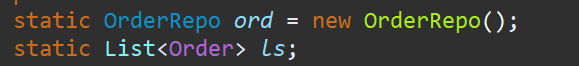 static OrderRepo ord = new OrderRepo();
static List<Order> ls;